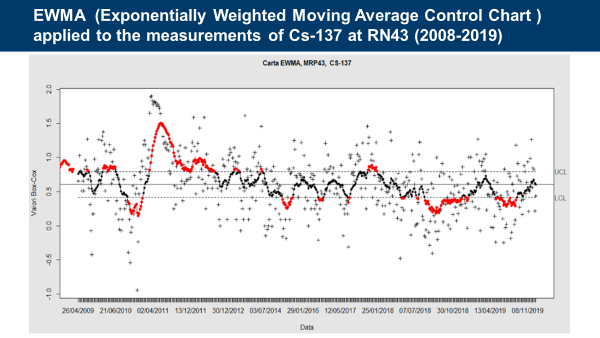 EWMA (Exponentially Weighted Moving Average Control Chart )
applied to the measurements of Cs-137 at RN43 (2008-2019)
Carta EWMA, MRP43, CS-137
2.0
1.5
1.0
0.5
0.0
-0.5
-1.0
Valori Box-Cox
UCL
LCL
26/04/2009 21/06/2010 02/04/2011 13/12/2011 30/12/2012 03/07/2014 29/01/2016 12/05/2017 25/01/2018 07/07/2018 30/10/2018 13/04/2019 08/11/2019
Data